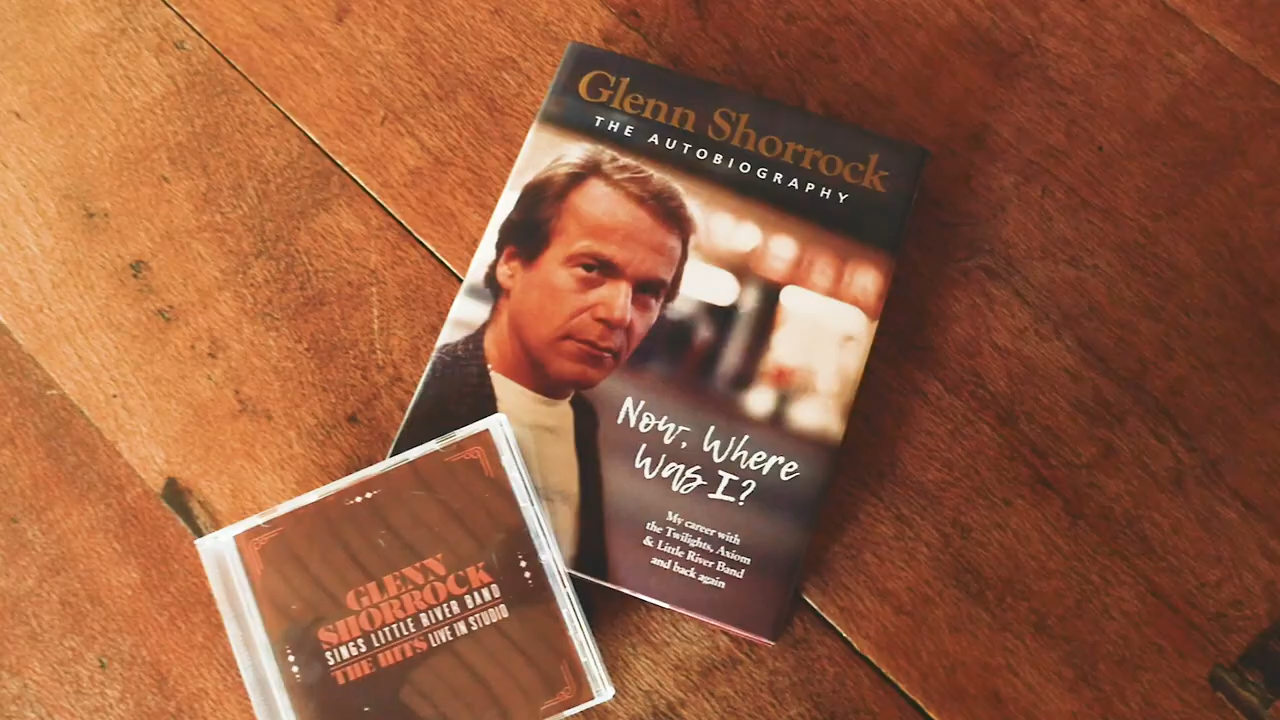 Glenn Shorrock
THE AUTOBIOGRAPHY
Now, Where
Was I?
My career with
the Twilights, Axiom
& Little River Band
and back again
GLENN
SHORROCK
SINGS LITTLE RIVER BAND
THE HITS LIVE IN STUDIO